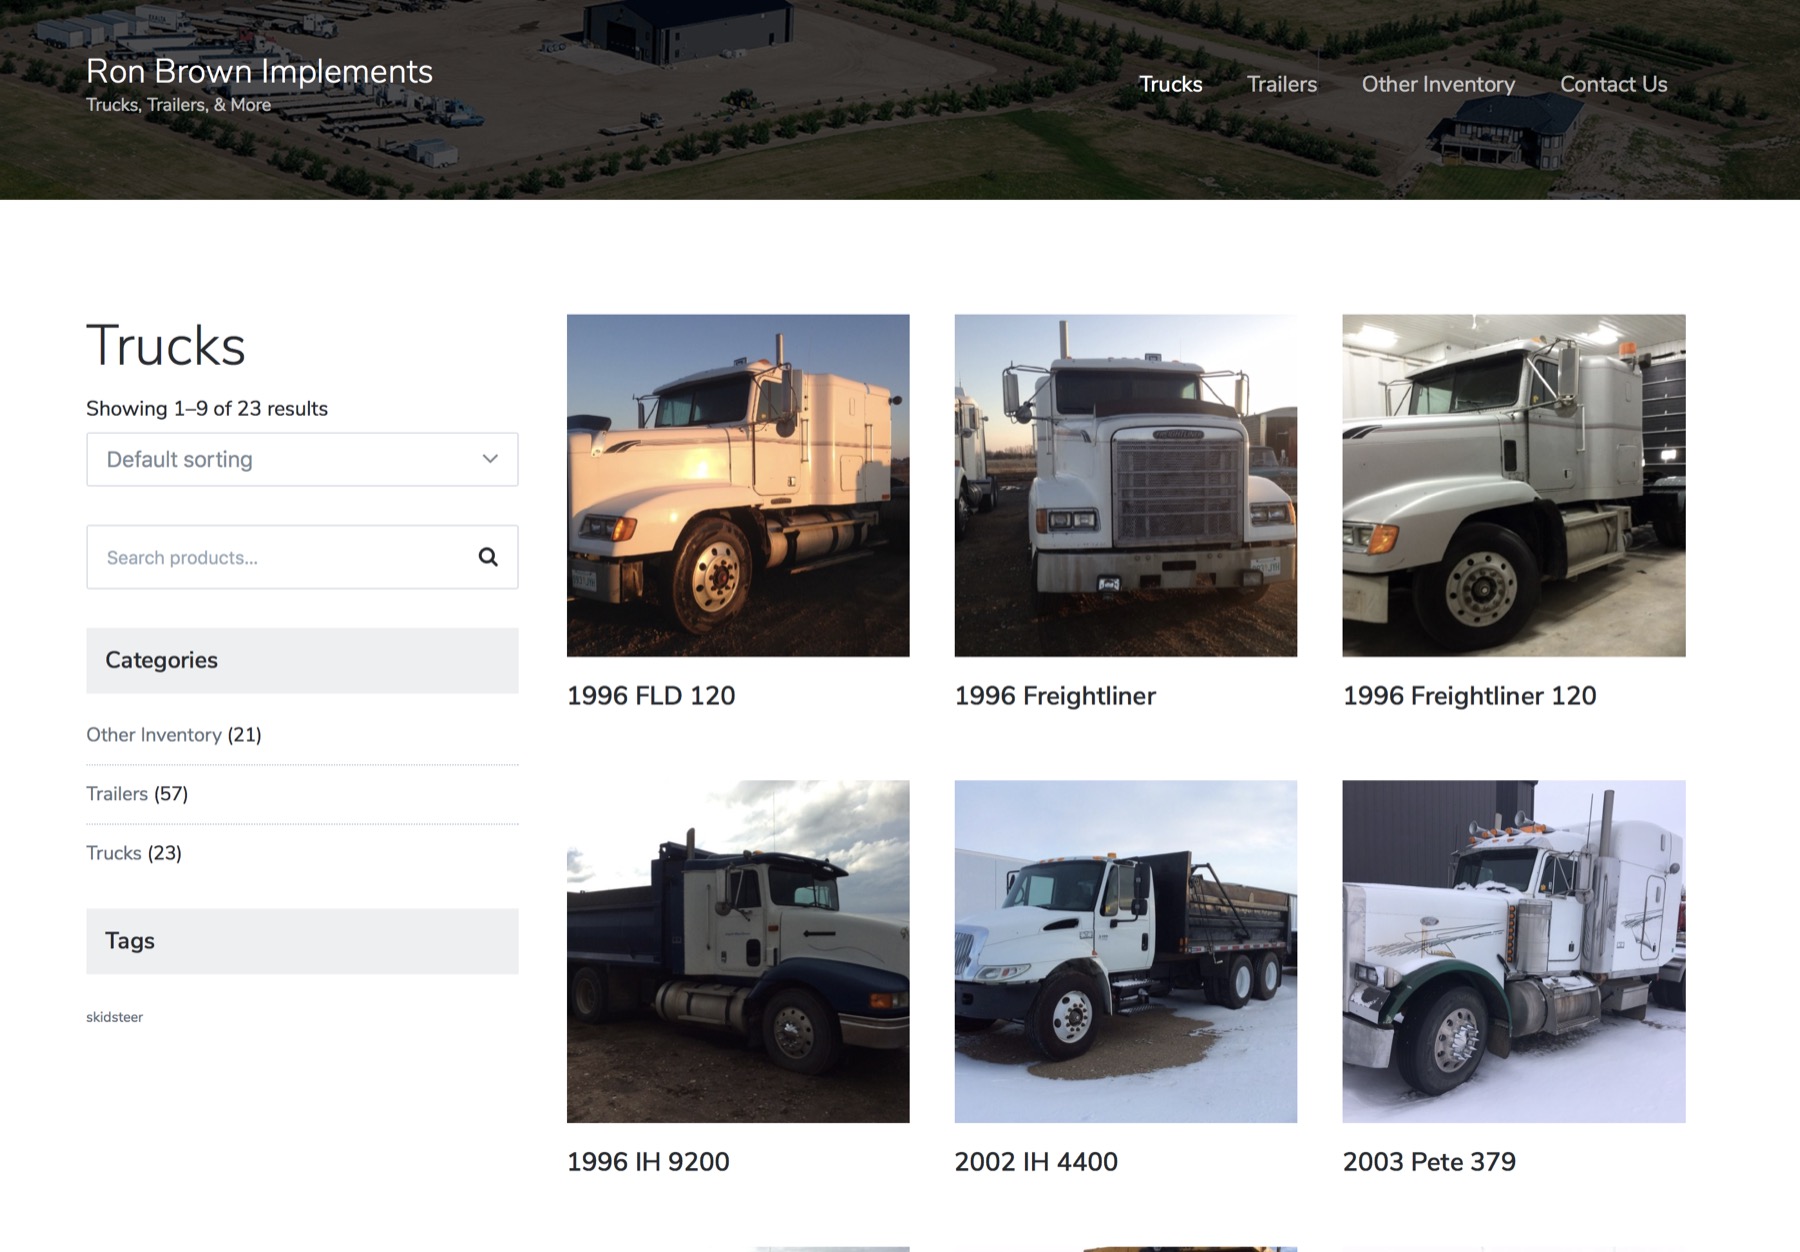 Ron Brown Implements
Trucks, Trailers, & More
Trucks
Trailers
Other Inventory
Contact Us
Trucks
Showing 1–9 of 23 results
Default sorting
Search products...
Categories
Other Inventory (21)
Trailers (57)
Trucks (23)
Tags
skidsteer
1996 FLD 120
1996 Freightliner
1996 Freightliner 120
1996 IH 9200
2002 IH 4400
2003 Pete 379